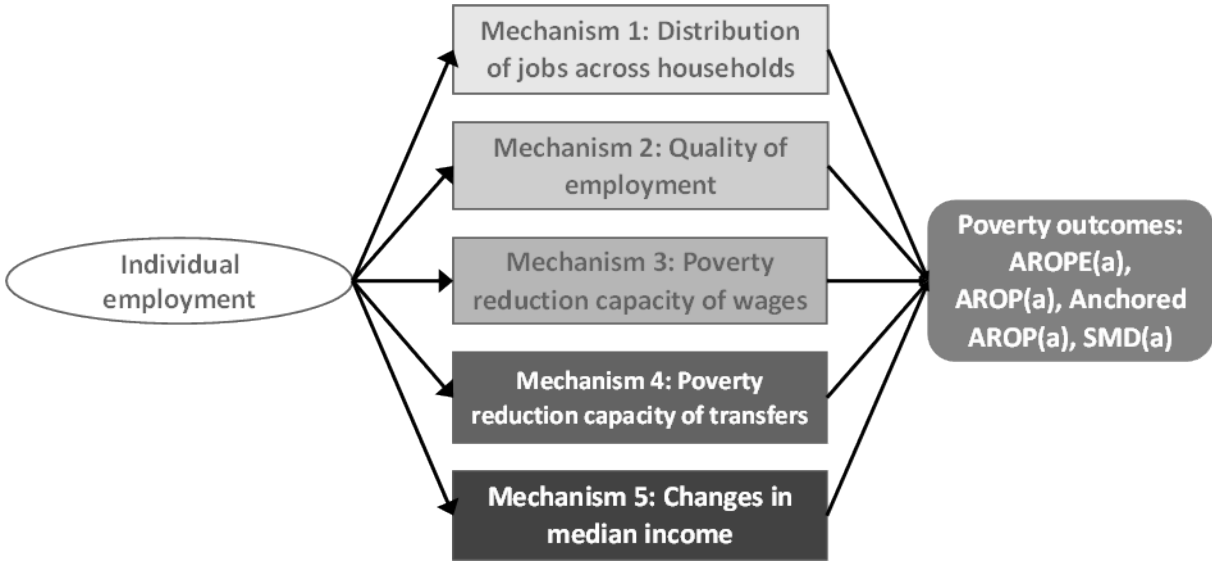 Mechanism 1: Distribution
of jobs across households
Mechanism 2: Quality of
employment
Individual
employment
Mechanism 3: Poverty
reduction capacity of wages
Mechanism 4: Poverty
reduction capacity of transfers
Mechanism 5: Changes in
median income
Poverty outcomes:
AROPE(a),
AROP(a), Anchored
AROP(a), SMD(a)